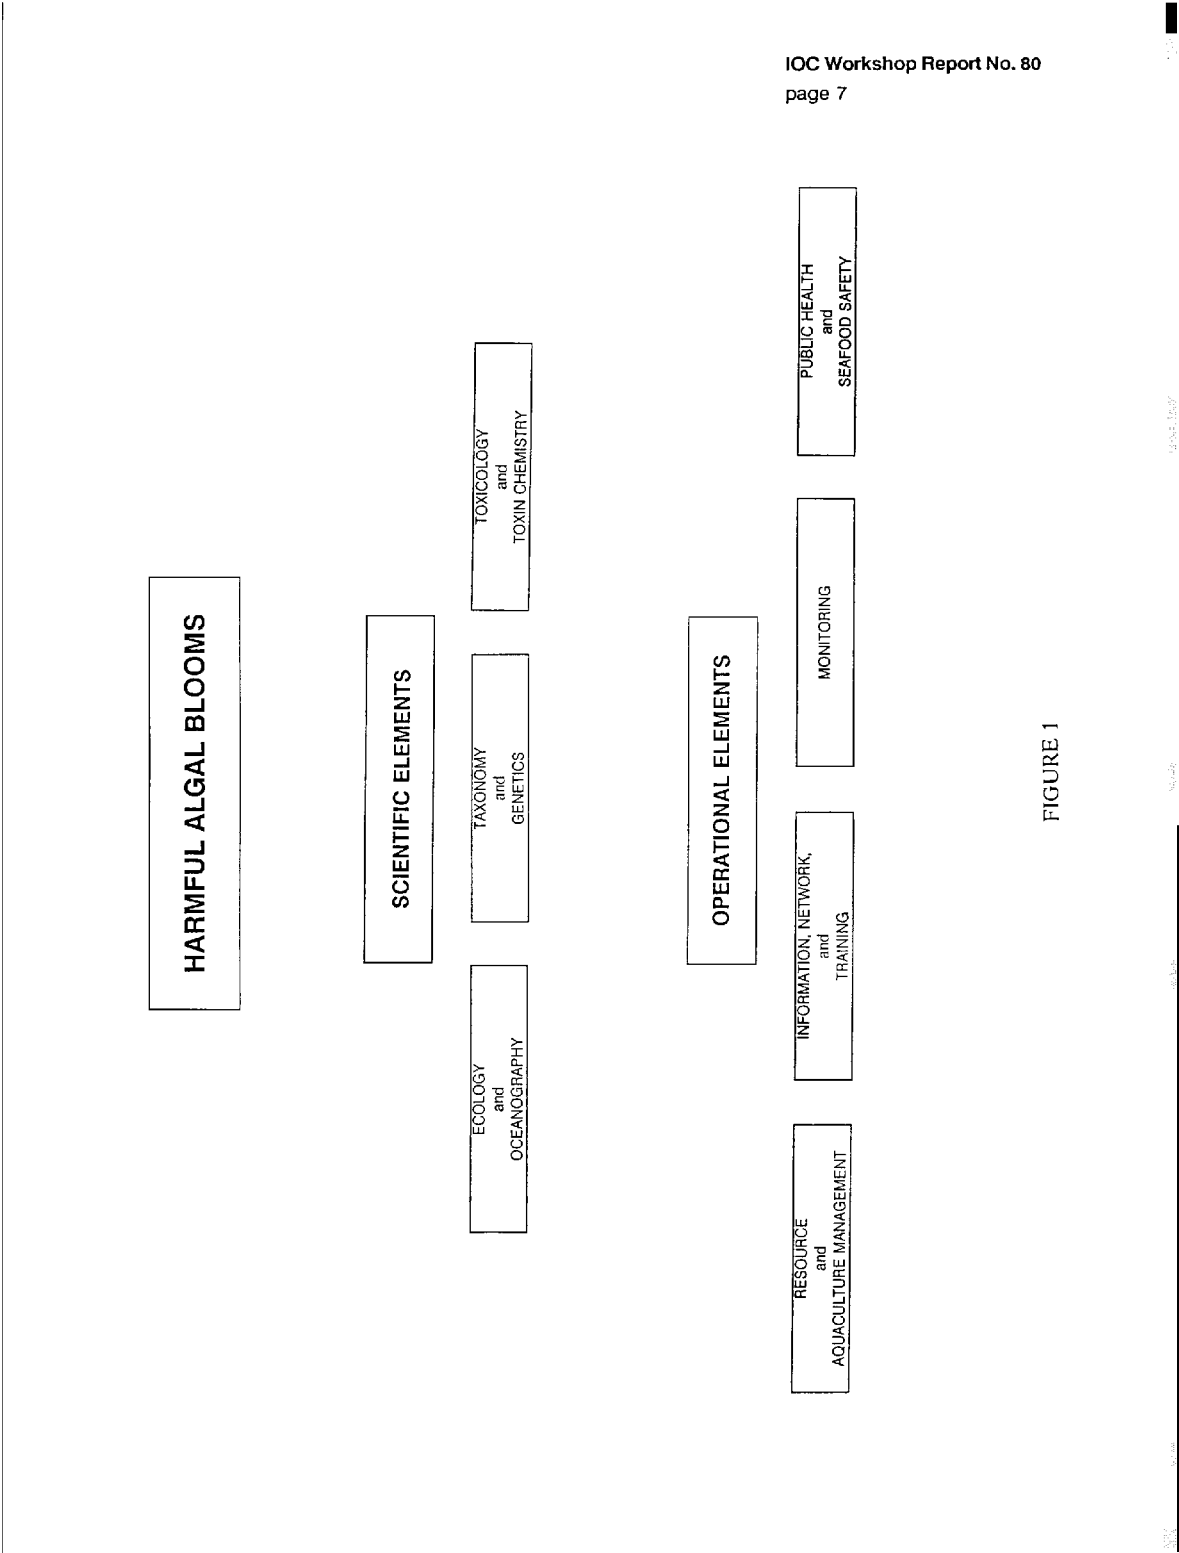 IOC Workshop Report No. 80
page 7
HARMFUL ALGAL BLOOMS
SCIENTIFIC ELEMENTS
ECOLOGY
and
OCEANOGRAPHY
TAXONOMY
and
GENETICS
TOXICOLOGY
and
TOXIN CHEMISTRY
OPERATIONAL ELEMENTS
RESOURCE
and
AQUACULTURE MANAGEMENT
INFORMATION, NETWORK,
and
TRAINING
MONITORING
PUBLIC HEALTH
and
SEAFOOD SAFETY
FIGURE 1